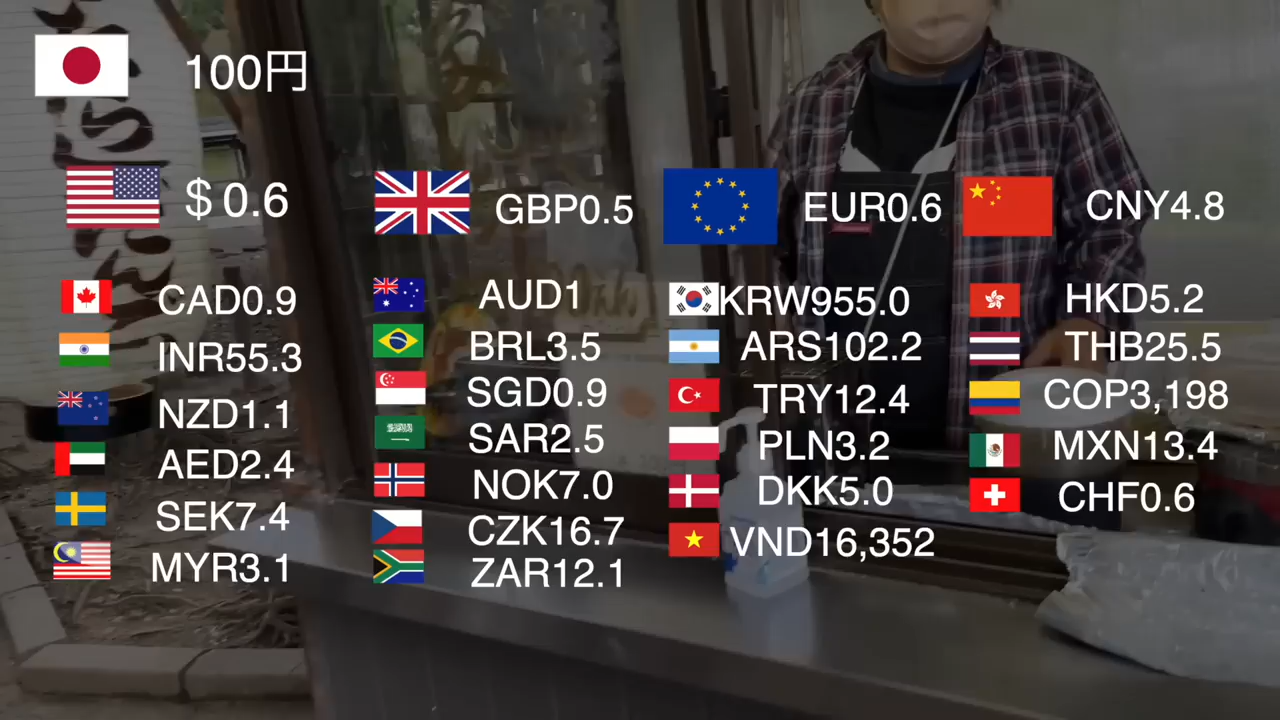 100円
$ 0.6
GBP0.5
EUR0.6
CNY4.8
CAD0.9
AUD1
KRW955.0
HKD5.2
INR55.3
BRL3.5
ARS102.2
THB25.5
NZD1.1
SGD0.9
TRY12.4
COP3,198
AED2.4
SAR2.5
PLN3.2
MXN13.4
SEK7.4
NOK7.0
DKK5.0
CHF0.6
MYR3.1
CZK16.7
VND16,352
ZAR12.1